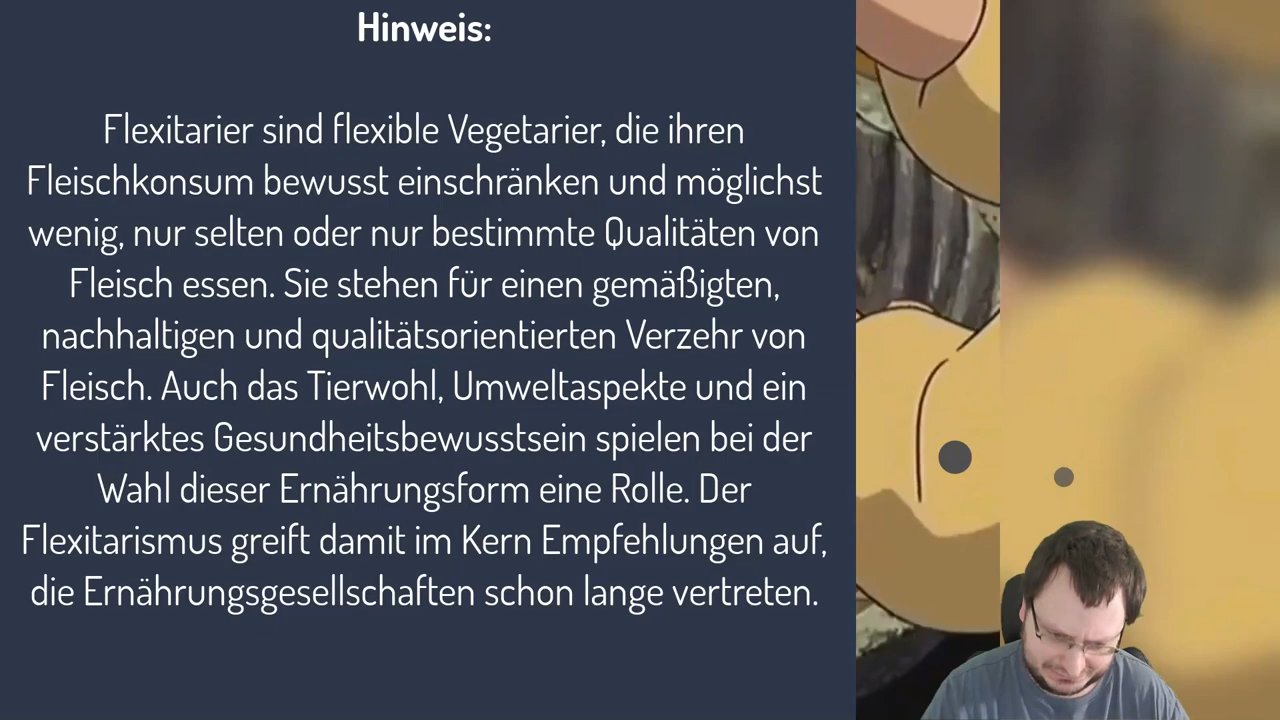 Hinweis:
Flexitarier sind flexible Vegetarier, die ihren
Fleischkonsum bewusst einschränken und möglichst
wenig, nur selten oder nur bestimmte Qualitäten von
Fleisch essen. Sie stehen für einen gemäßigten,
nachhaltigen und qualitätsorientierten Verzehr von
Fleisch. Auch das Tierwohl, Umweltaspekte und ein
verstärktes Gesundheitsbewusstsein spielen bei der
Wahl dieser Ernährungsform eine Rolle. Der
Flexitarismus greift damit im Kern Empfehlungen auf,
die Ernährungsgesellschaften schon lange vertreten.